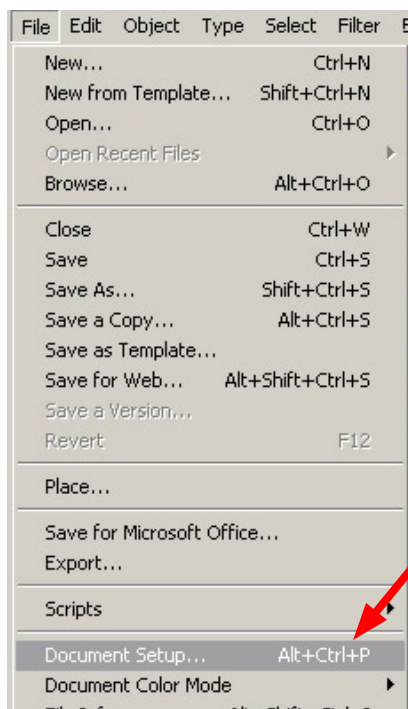 File Edit Object Type Select Filter
New... Ctrl+N
New from Template... Shift+Ctrl+N
Open... Ctrl+O
Open Recent Files
Browse... Alt+Ctrl+O
Close Ctrl+W
Save Ctrl+S
Save As... Shift+Ctrl+S
Save a Copy... Alt+Ctrl+S
Save as Template...
Save for Web... Alt+Shift+Ctrl+S
Save a Version...
Revert F12
Place...
Save for Microsoft Office...
Export...
Scripts
Document Setup... Alt+Ctrl+P
Document Color Mode